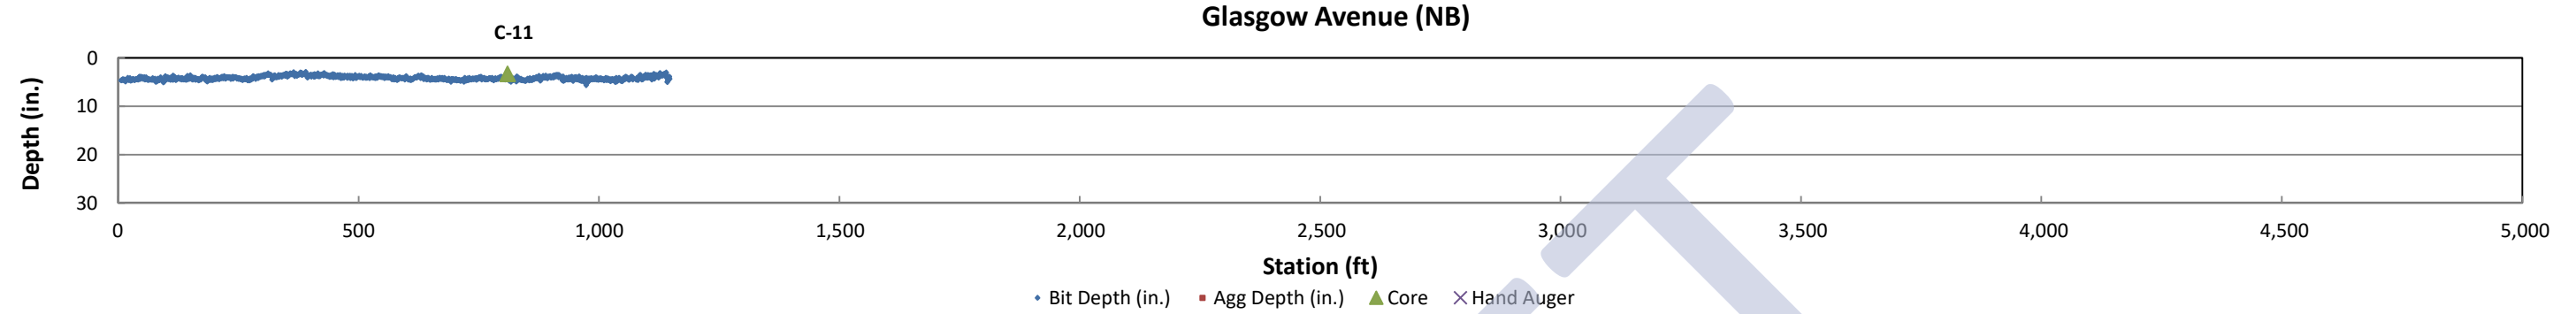 Glasgow Avenue (NB)
C-11
Depth (in.)
0
10
20
30
0 500 1,000 1,500 2,000 2,500 3,000 3,500 4,000 4,500 5,000
Station (ft)
Bit Depth (in.) Agg Depth (in.) Core Hand Auger